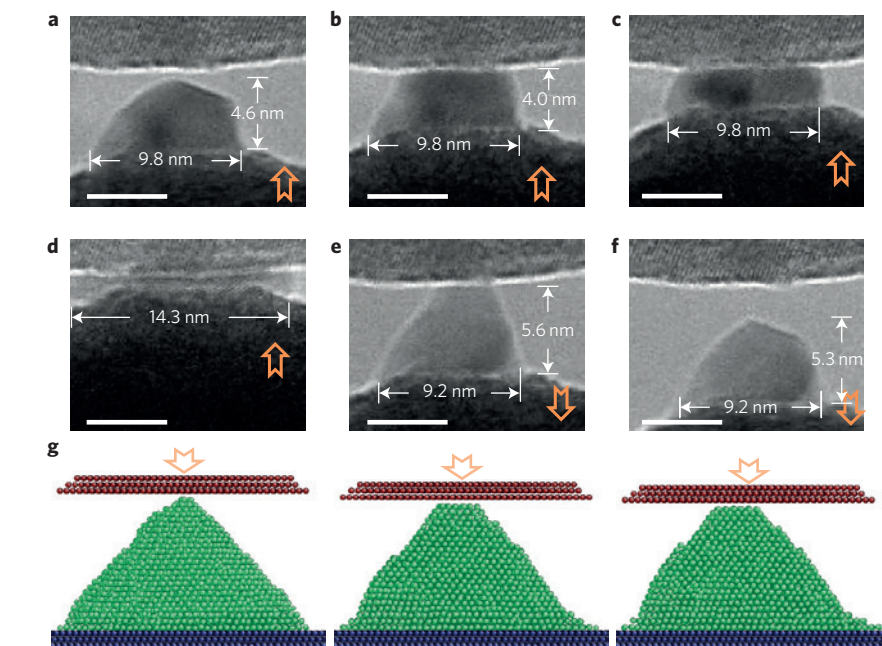 a
b
c
4.6 nm
9.8 nm
4.0 nm
9.8 nm
9.8 nm
d
e
f
14.3 nm
5.6 nm
9.2 nm
5.3 nm
9.2 nm
g